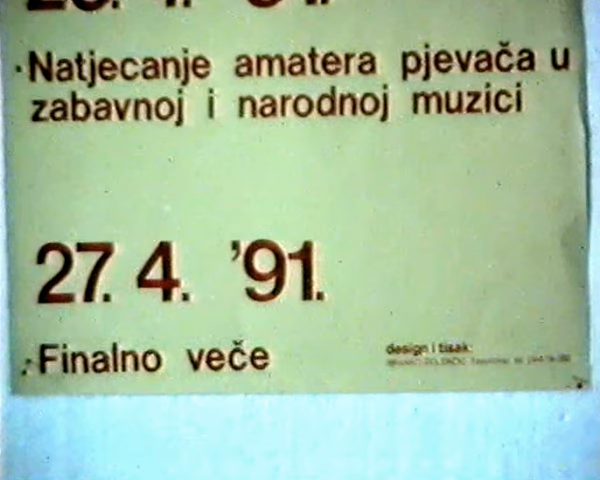 ·Natjecanje amatera pjevača u
zabavnoj i narodnoj muzici
27. 4. '91.
·Finalno veče
design i tisak: